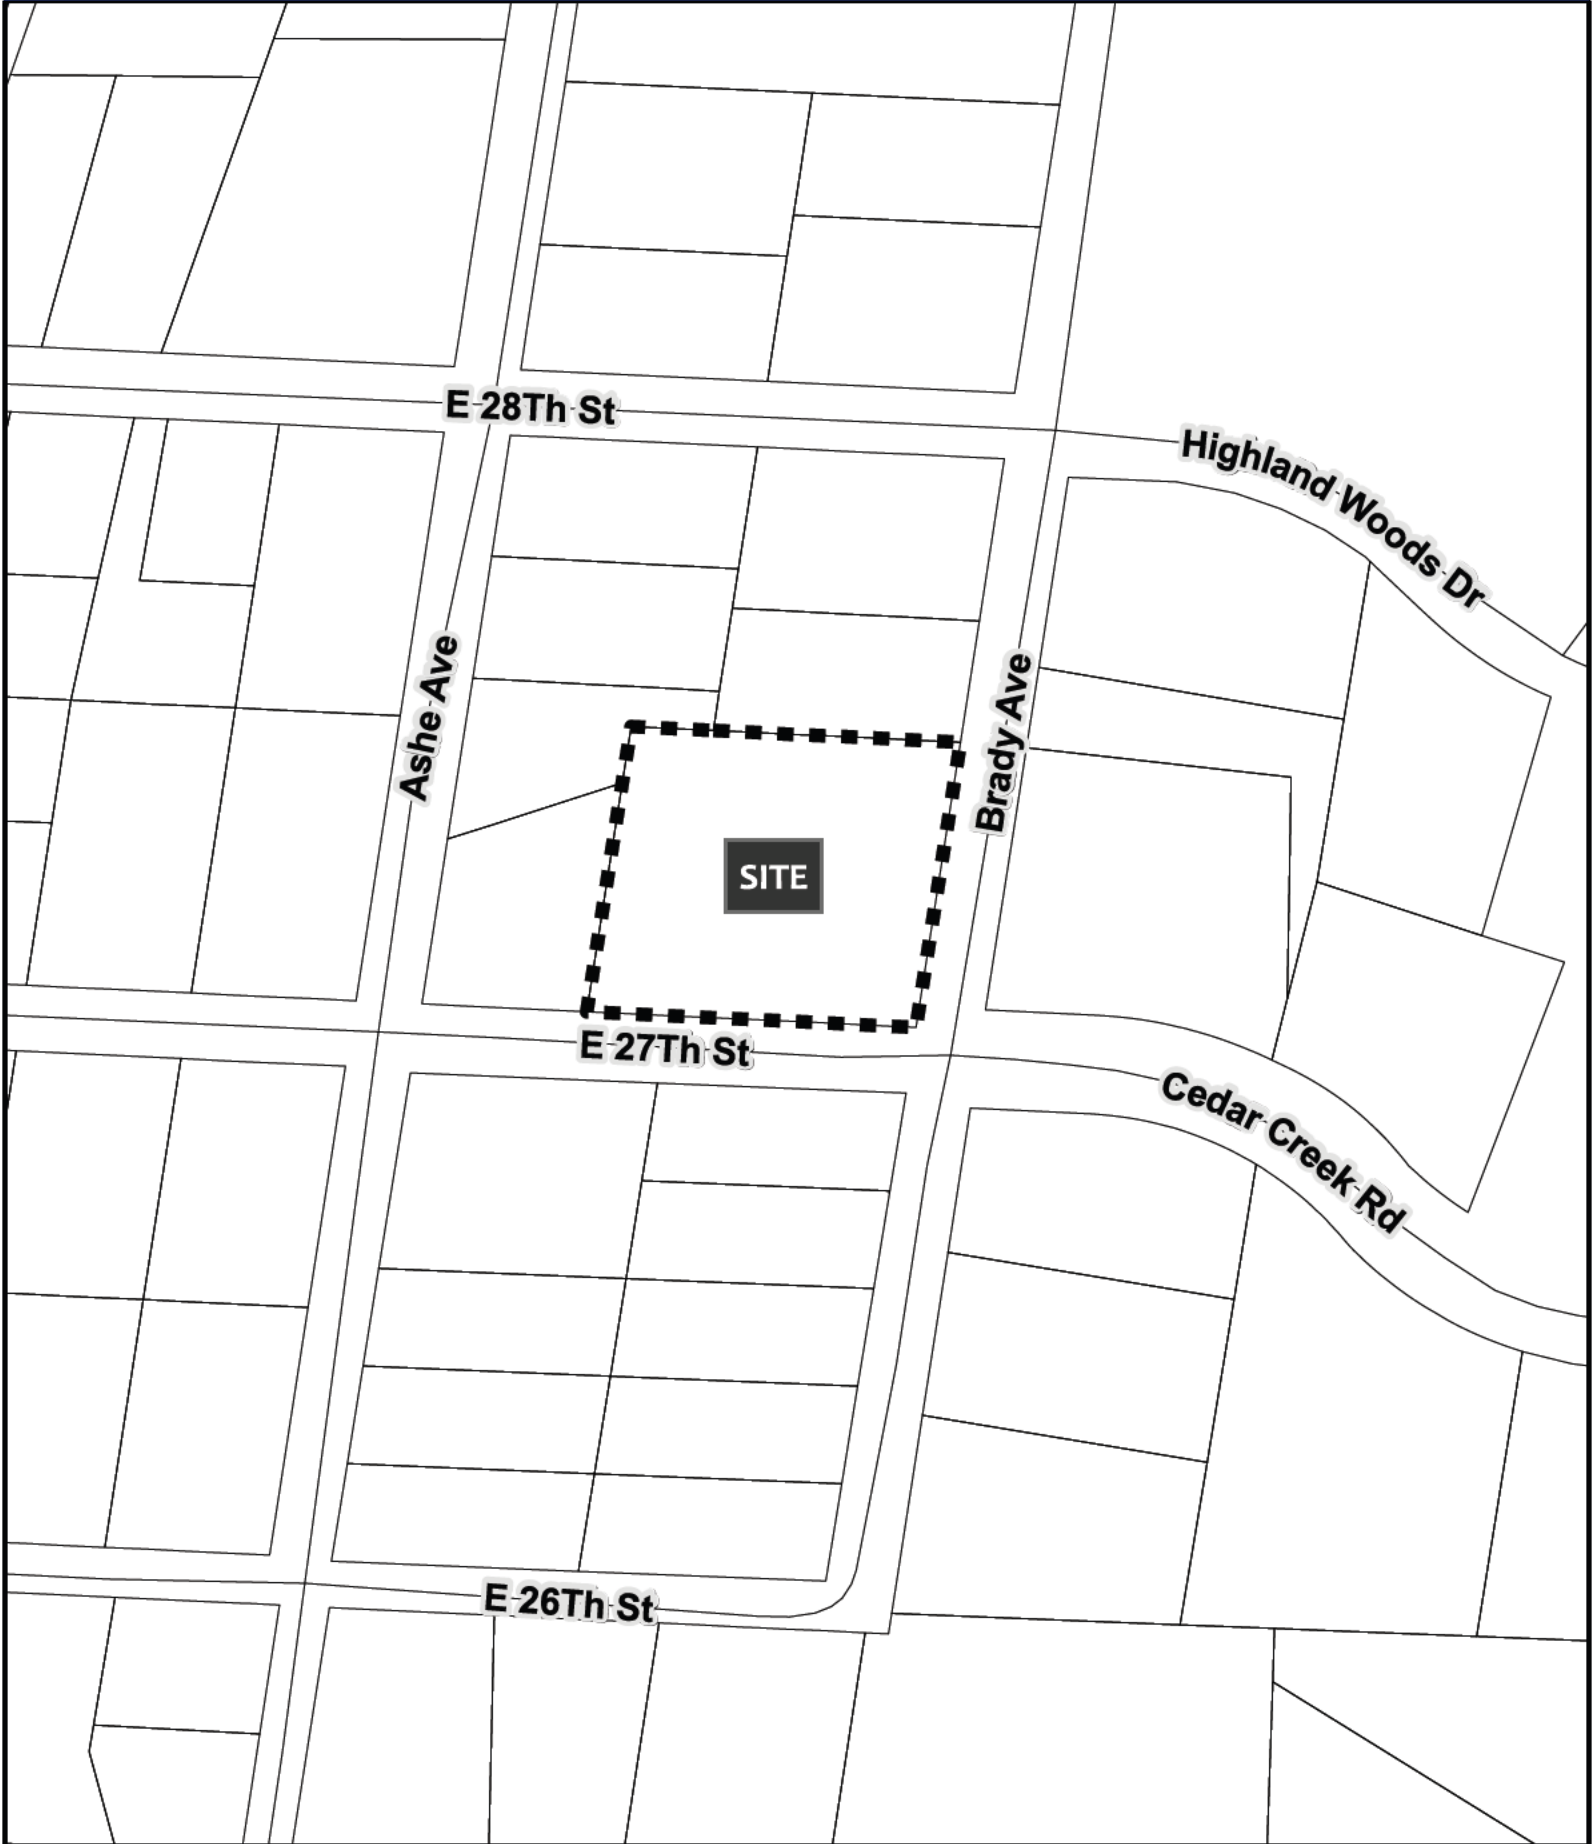 E 28Th St
Highland Woods Dr
Ashe Ave
Brady Ave
SITE
E 27Th St
Cedar Creek Rd
E 26Th St